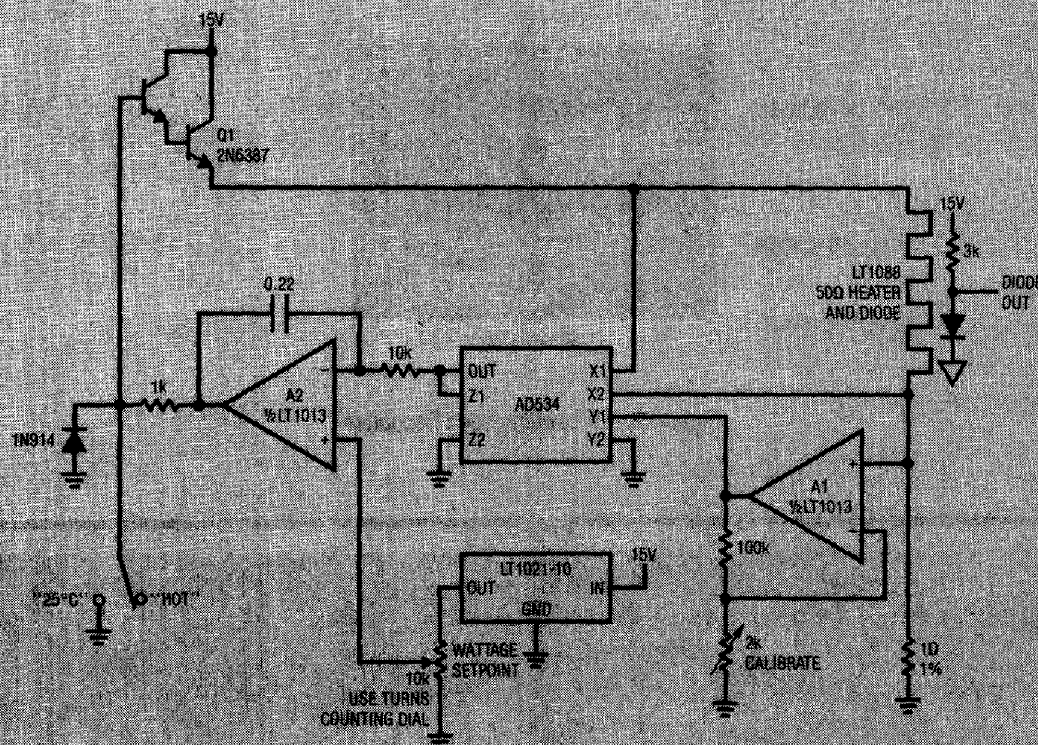 15V
Q1
2N6387
15V
3k
LT1088
50Ω HEATER
AND DIODE
DIODE
OUT
0.22
10k
1k
A2
½LT1013
OUT
Z1
Z2
AD534
X1
X2
Y1
Y2
1N914
A1
½LT1013
100k
LT1021-10
OUT
IN
GND
15V
"25°C"
"HOT"
WATTAGE
SETPOINT
10k
USE TURNS
COUNTING DIAL
2k
CALIBRATE
1Ω
1%